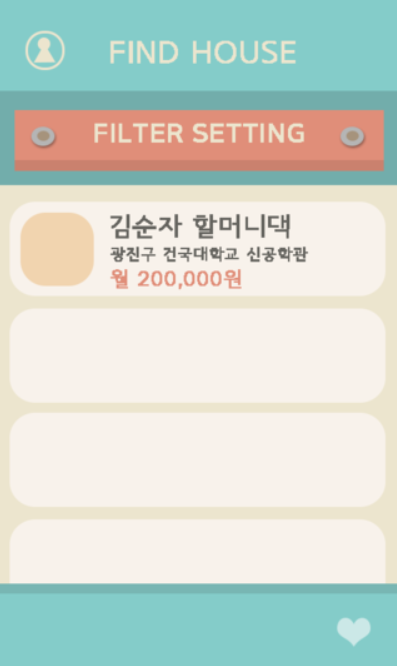 FIND HOUSE
FILTER SETTING
김순자 할머니댁
광진구 건국대학교 신공학관
월 200,000원